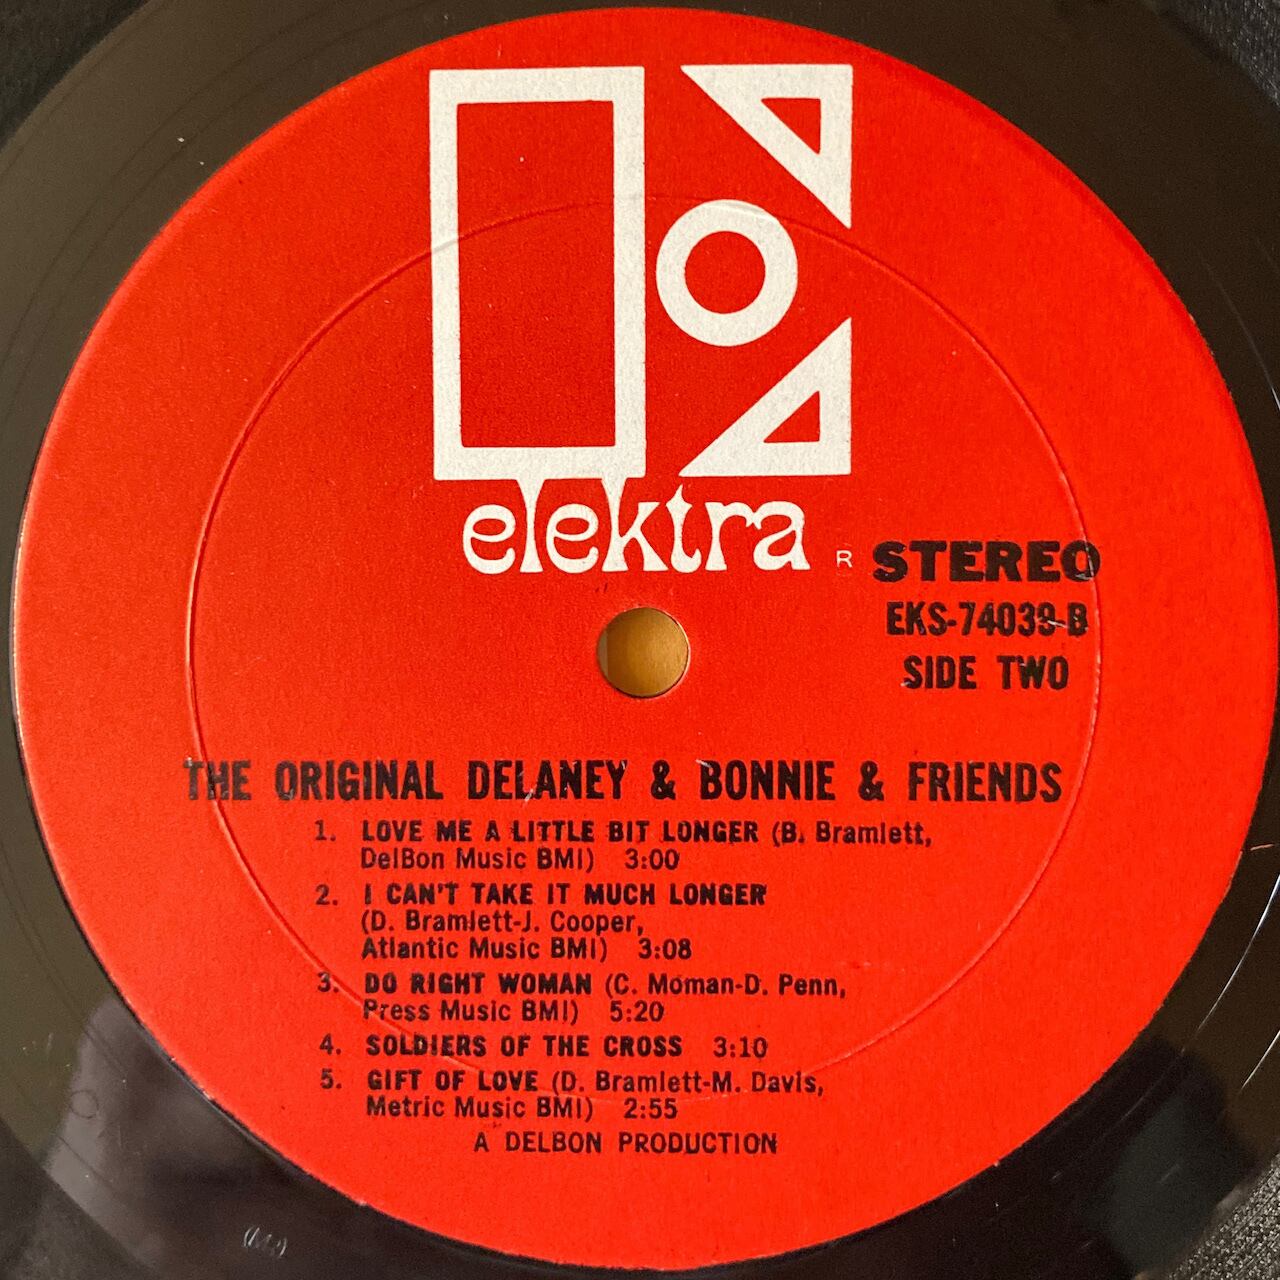 elektra
R
STEREO
EKS-74039-B
SIDE TWO
THE ORIGINAL DELANEY & BONNIE & FRIENDS
1. LOVE ME A LITTLE BIT LONGER (B. Bramlett,
DelBon Music BMI) 3:00
2. I CAN'T TAKE IT MUCH LONGER
(D. Bramlett-J. Cooper,
Atlantic Music BMI) 3:08
3. DO RIGHT WOMAN (C. Moman-D. Penn,
Press Music BMI) 5:20
4. SOLDIERS OF THE CROSS 3:10
5. GIFT OF LOVE (D. Bramlett-M. Davis,
Metric Music BMI) 2:55
A DELBON PRODUCTION